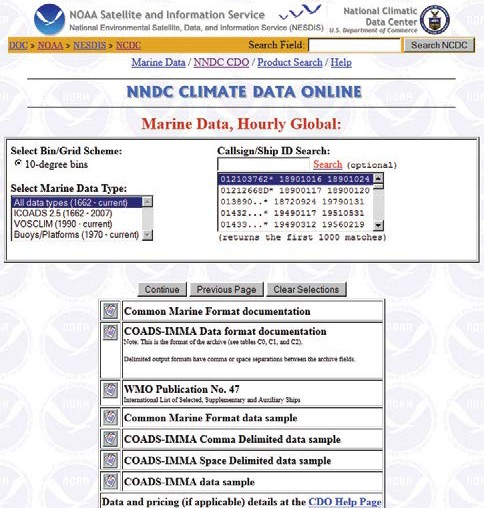 NOAA Satellite and Information Service
National Environmental Satellite, Data, and Information Service (NESDIS)
National Climatic
Data Center
U.S. Department of Commerce
DOC > NOAA > NESDIS > NCDC Search Field: Search NCDC
Marine Data / NNDC CDO / Product Search / Help
NNDC CLIMATE DATA ONLINE
Marine Data, Hourly Global:
Select Bin/Grid Scheme:
10-degree bins
Select Marine Data Type:
All data types (1662 - current)
ICOADS 2.5 (1662 - 2007)
VOSCLIM (1990 - current)
Buoys/Platforms (1970 - current)
Callsign/Ship ID Search:
Search (optional)
012103762* 18901016 18901024
01212668D* 18900117 18900120
013890...* 18720924 19790131
01432...* 19490117 19510531
01433...* 19490312 19560219
(returns the first 1000 matches)
Continue Previous Page Clear Selections
Common Marine Format documentation
COADS-IMMA Data format documentation
Note: This is the format of the archive (see tables C0, C1, and C2).
Delimited output formats have comma or space separations between the archive fields.
WMO Publication No. 47
International List of Selected, Supplementary and Auxiliary Ships
Common Marine Format data sample
COADS-IMMA Comma Delimited data sample
COADS-IMMA Space Delimited data sample
COADS-IMMA data sample
Data and pricing (if applicable) details at the CDO Help Page